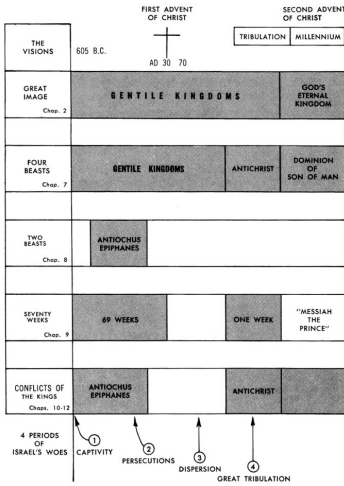 FIRST ADVENT
OF CHRIST
SECOND ADVENT
OF CHRIST
TRIBULATION
MILLENNIUM
THE
VISIONS
605 B.C.
AD 30 70
GREAT
IMAGE
Chap. 2
GENTILE KINGDOMS
GOD'S
ETERNAL
KINGDOM
FOUR
BEASTS
Chap. 7
GENTILE KINGDOMS
ANTICHRIST
DOMINION
OF
SON OF MAN
TWO
BEASTS
Chap. 8
ANTIOCHUS
EPIPHANES
SEVENTY
WEEKS
Chap. 9
69 WEEKS
ONE WEEK
"MESSIAH
THE
PRINCE"
CONFLICTS OF
THE KINGS
Chaps. 10-12
ANTIOCHUS
EPIPHANES
ANTICHRIST
4 PERIODS
OF
ISRAEL'S WOES
1
CAPTIVITY
2
PERSECUTIONS
3
DISPERSION
4
GREAT TRIBULATION